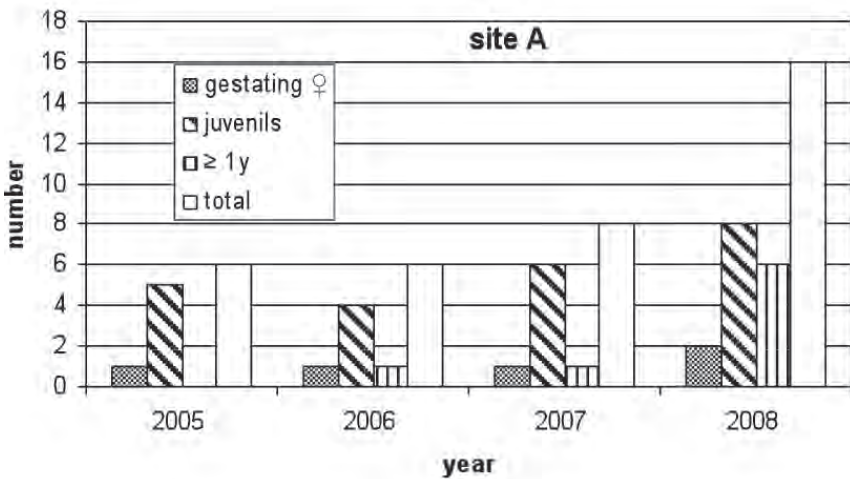 site A
gestating ♀
juvenils
≥ 1y
total
number
18
16
14
12
10
8
6
4
2
0
2005 2006 2007 2008
year